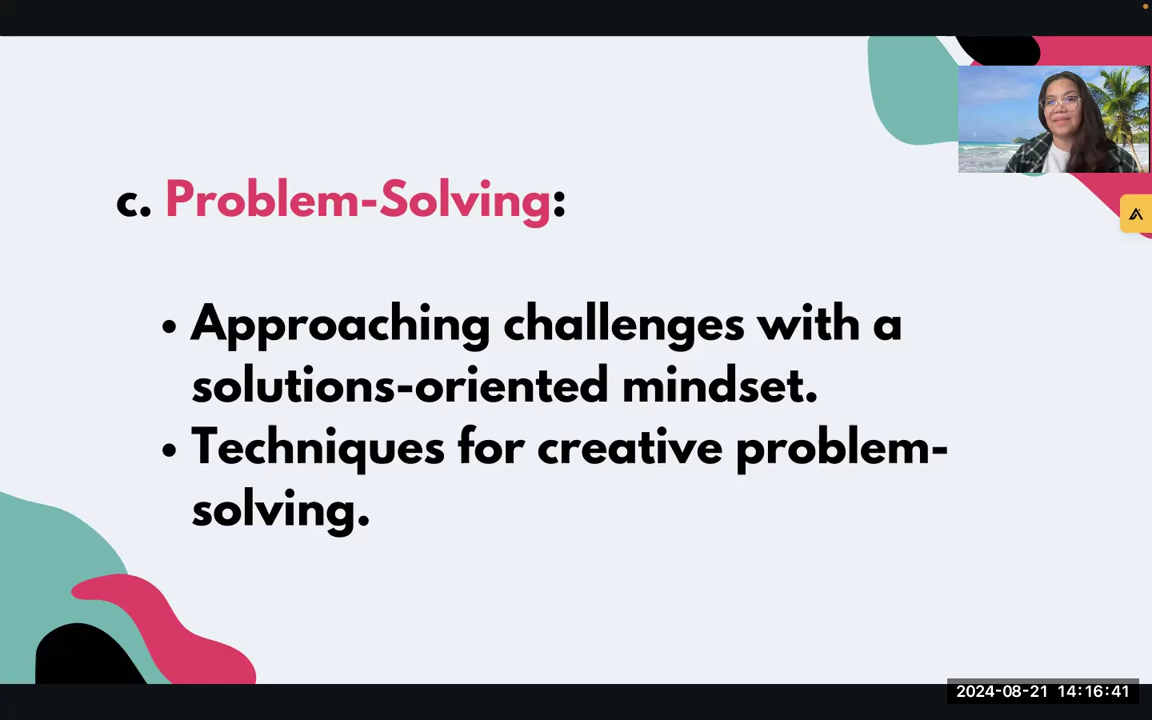 c. Problem-Solving:
• Approaching challenges with a
solutions-oriented mindset.
• Techniques for creative problem-
solving.
2024-08-21 14:16:41